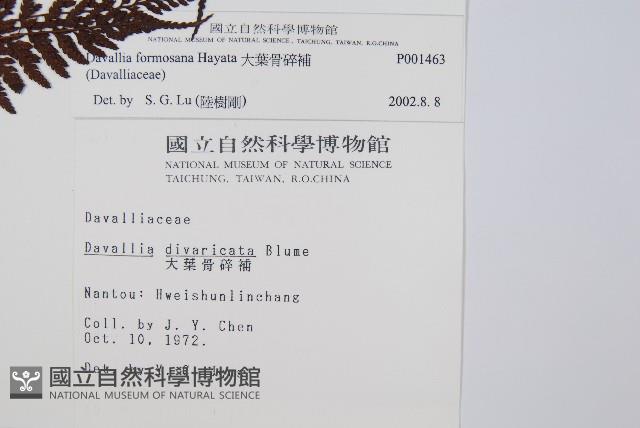 國立自然科學博物館
NATIONAL MUSEUM OF NATURAL SCIENCE, TAICHUNG, TAIWAN, R.O.CHINA
Davallia formosana Hayata 大葉骨碎補 P001463
(Davalliaceae)
Det. by S. G. Lu (陸樹剛) 2002.8. 8
國立自然科學博物館
NATIONAL MUSEUM OF NATURAL SCIENCE
TAICHUNG, TAIWAN, R.O.CHINA
Davalliaceae
Davallia divaricata Blume
大葉骨碎補
Nantou: Hweishunlinchang
Coll. by J. Y. Chen
Oct. 10, 1972.
Det. by
國立自然科學博物館
NATIONAL MUSEUM OF NATURAL SCIENCE